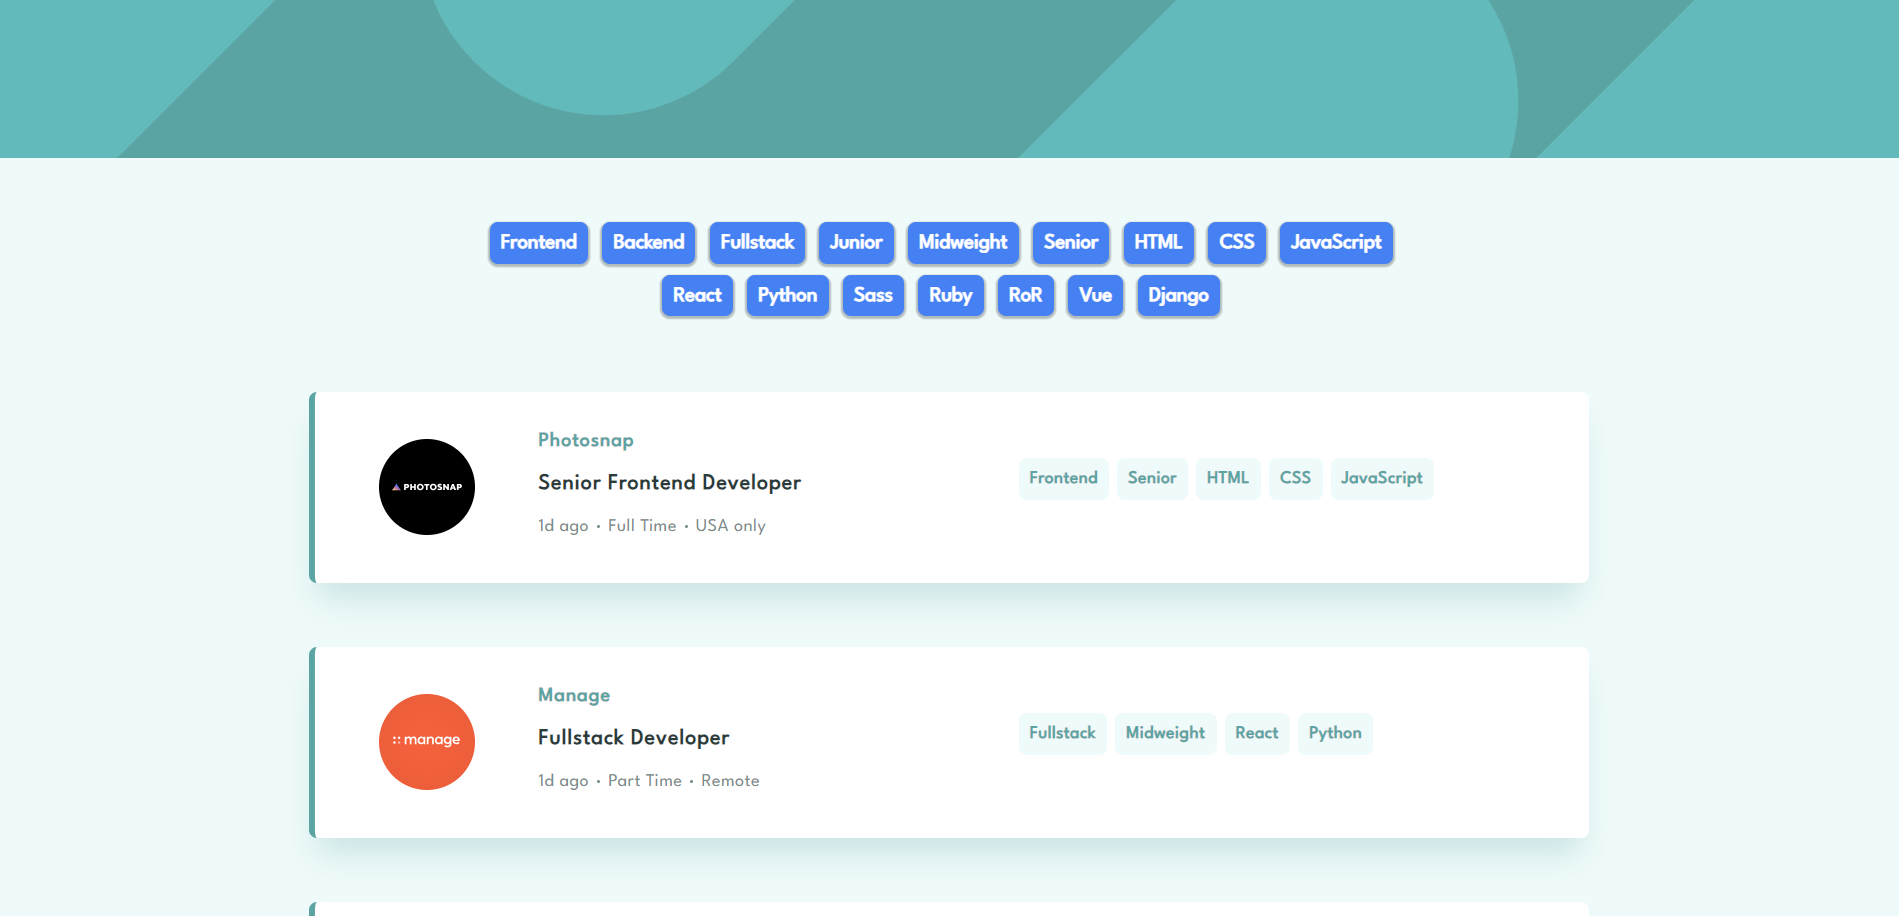 Frontend Backend Fullstack Junior Midweight Senior HTML CSS JavaScript
React Python Sass Ruby RoR Vue Django
PHOTOSNAP
Photosnap
Senior Frontend Developer
1d ago • Full Time • USA only
Frontend Senior HTML CSS JavaScript
manage
Manage
Fullstack Developer
1d ago • Part Time • Remote
Fullstack Midweight React Python